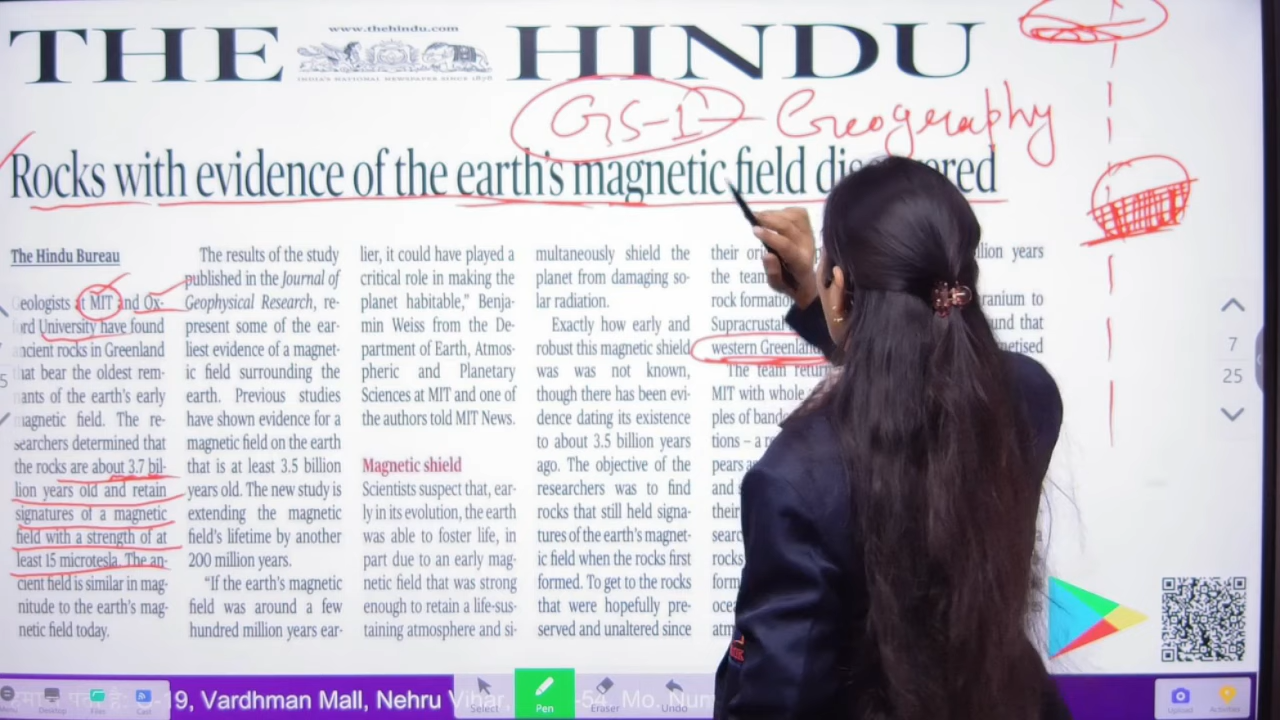 www.thehindu.com
THE HINDU
INDIA'S NATIONAL NEWSPAPER SINCE 1878
GS-1 - Geography
Rocks with evidence of the earth's magnetic field
The Hindu Bureau
eologists at MIT and Ox-
rd University have found
ncient rocks in Greenland
hat bear the oldest rem-
nants of the earth's early
magnetic field. The re-
searchers determined that
the rocks are about 3.7 bil-
lion years old and retain
signatures of a magnetic
field with a strength of at
least 15 microtesla. The an-
cient field is similar in mag-
nitude to the earth's mag-
netic field today.
The results of the study
published in the Journal of
Geophysical Research, re-
present some of the ear-
liest evidence of a magnet-
ic field surrounding the
earth. Previous studies
have shown evidence for a
magnetic field on the earth
that is at least 3.5 billion
years old. The new study is
extending the magnetic
field's lifetime by another
200 million years.
"If the earth's magnetic
field was around a few
hundred million years ear-
lier, it could have played a
critical role in making the
planet habitable," Benja-
min Weiss from the De-
partment of Earth, Atmos-
pheric and Planetary
Sciences at MIT and one of
the authors told MIT News.
Magnetic shield
Scientists suspect that, ear-
ly in its evolution, the earth
was able to foster life, in
part due to an early mag-
netic field that was strong
enough to retain a life-sus-
taining atmosphere and si-
multaneously shield the
planet from damaging so-
lar radiation.
Exactly how early and
robust this magnetic shield
was was not known,
though there has been evi-
dence dating its existence
to about 3.5 billion years
ago. The objective of the
researchers was to find
rocks that still held signa-
tures of the earth's magnet-
ic field when the rocks first
formed. To get to the rocks
that were hopefully pre-
served and unaltered since
their
the team
rock formatio
Supracrustal
western Greenland
The team return
MIT with whole
ples of band
tions – a
pears
and
their
searc
rocks
form
ocea
atm
llion years
ranium to
und that
netised
7
25
19, Vardhman Mall, Nehru Vihar, -54, Mo. Num
Menu
Desktop
Files
Cast
Select
Pen
Eraser
Undo
Upload
Activities